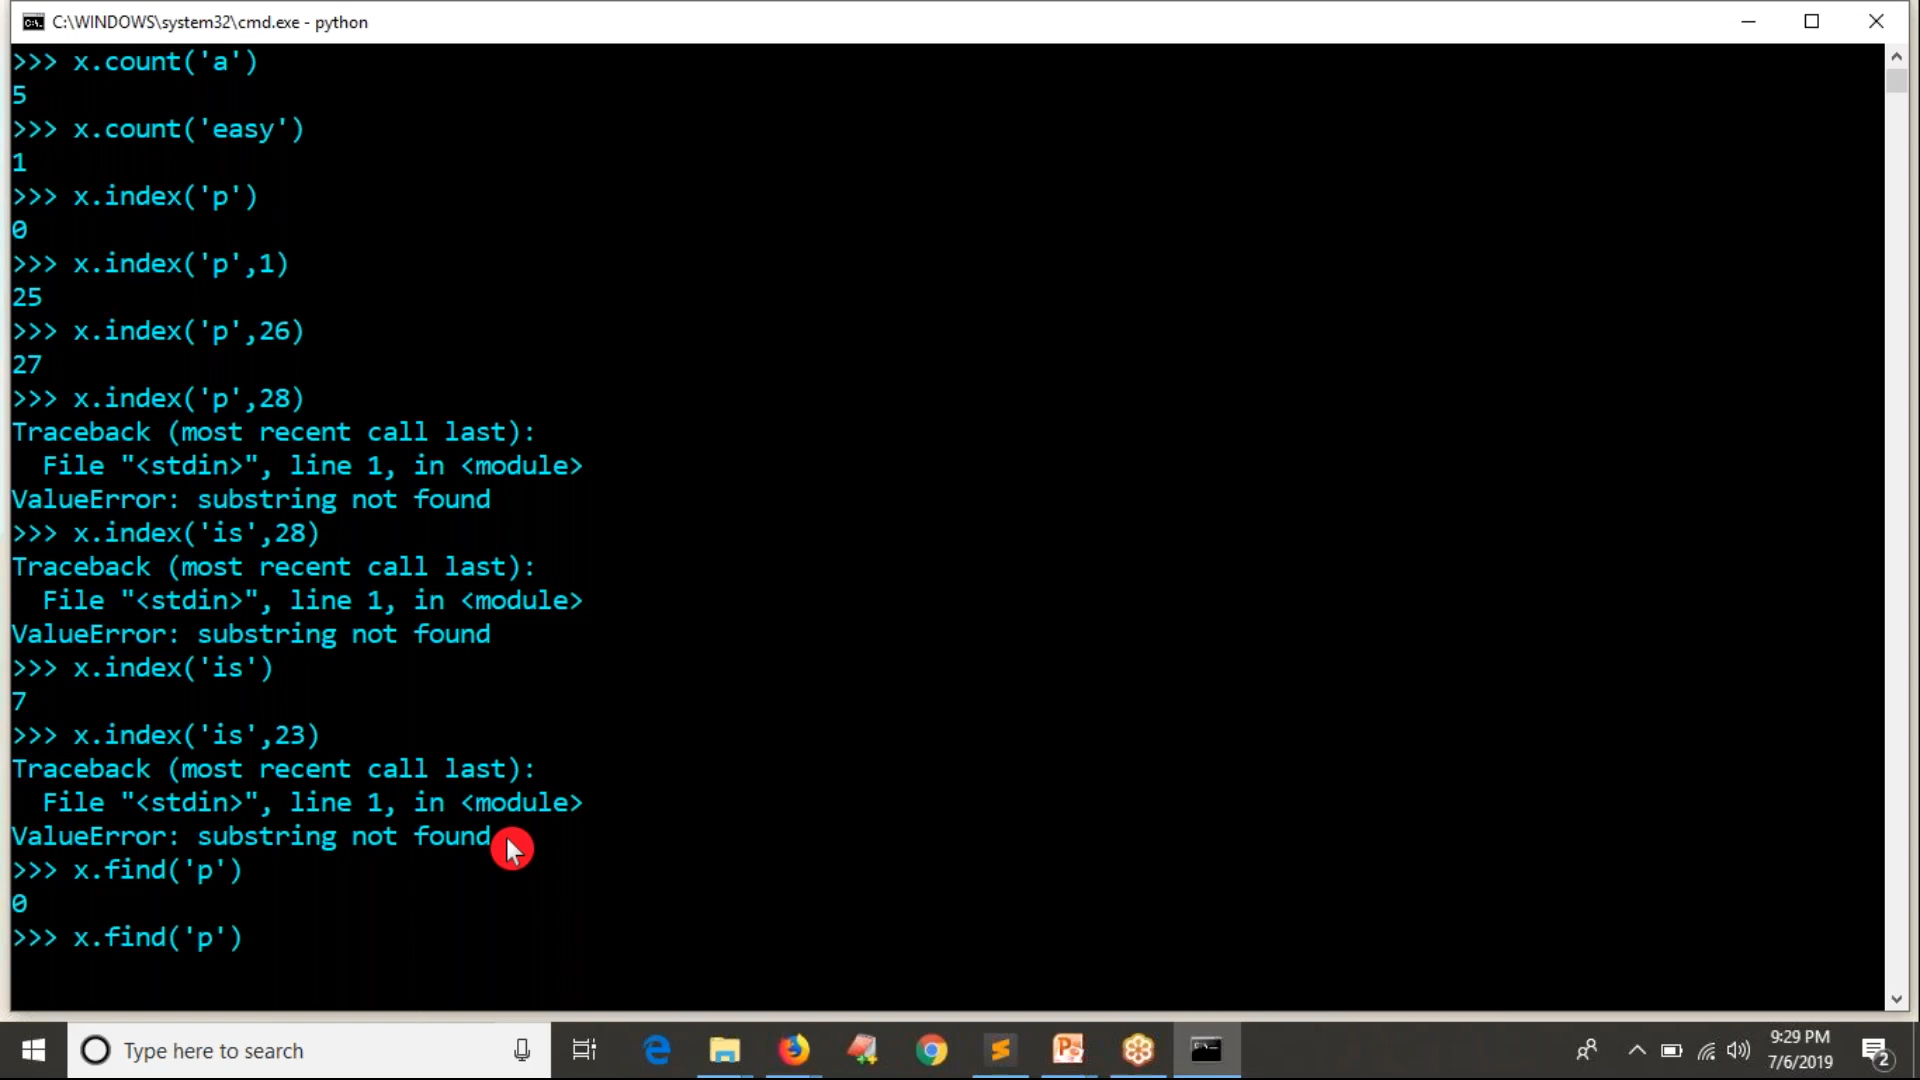 C:\WINDOWS\system32\cmd.exe - python
>>> x.count('a')
5
>>> x.count('easy')
1
>>> x.index('p')
0
>>> x.index('p',1)
25
>>> x.index('p',26)
27
>>> x.index('p',28)
Traceback (most recent call last):
  File "<stdin>", line 1, in <module>
ValueError: substring not found
>>> x.index('is',28)
Traceback (most recent call last):
  File "<stdin>", line 1, in <module>
ValueError: substring not found
>>> x.index('is')
7
>>> x.index('is',23)
Traceback (most recent call last):
  File "<stdin>", line 1, in <module>
ValueError: substring not found
>>> x.find('p')
0
>>> x.find('p')
Type here to search
9:29 PM
7/6/2019
2